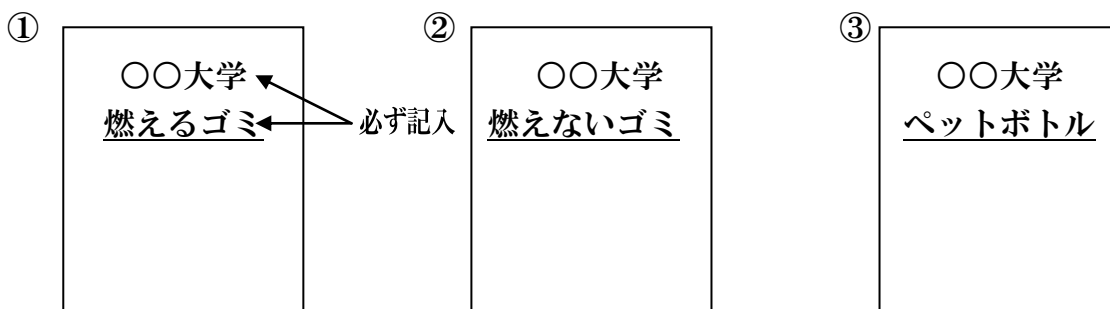 ①
○○大学
燃えるゴミ
必ず記入
②
○○大学
燃えないゴミ
③
○○大学
ペットボトル